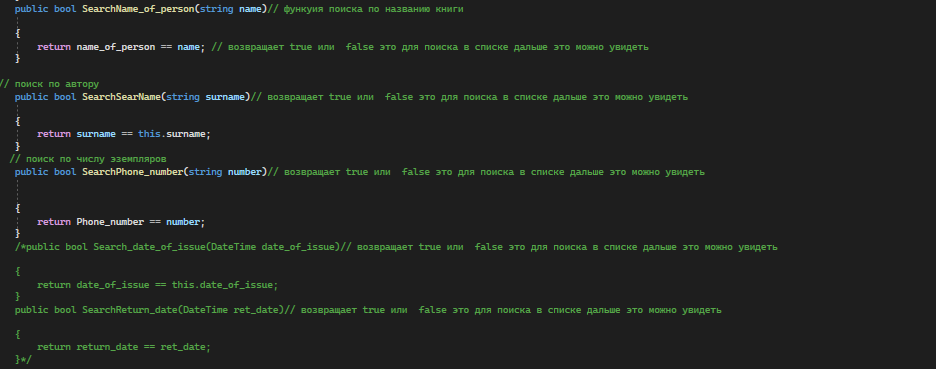 public bool SearchName_of_person(string name)// функуия поиска по названию книги
{
return name_of_person == name; // возвращает true или  false это для поиска в списке дальше это можно увидеть
}
// поиск по автору
public bool SearchSearName(string surname)// возвращает true или  false это для поиска в списке дальше это можно увидеть
{
return surname == this.surname;
}
// поиск по числу эземпляров
public bool SearchPhone_number(string number)// возвращает true или  false это для поиска в списке дальше это можно увидеть
{
return Phone_number == number;
}
/*public bool Search_date_of_issue(DateTime date_of_issue)// возвращает true или  false это для поиска в списке дальше это можно увидеть
{
return date_of_issue == this.date_of_issue;
}
public bool SearchReturn_date(DateTime ret_date)// возвращает true или  false это для поиска в списке дальше это можно увидеть
{
return return_date == ret_date;
}*/